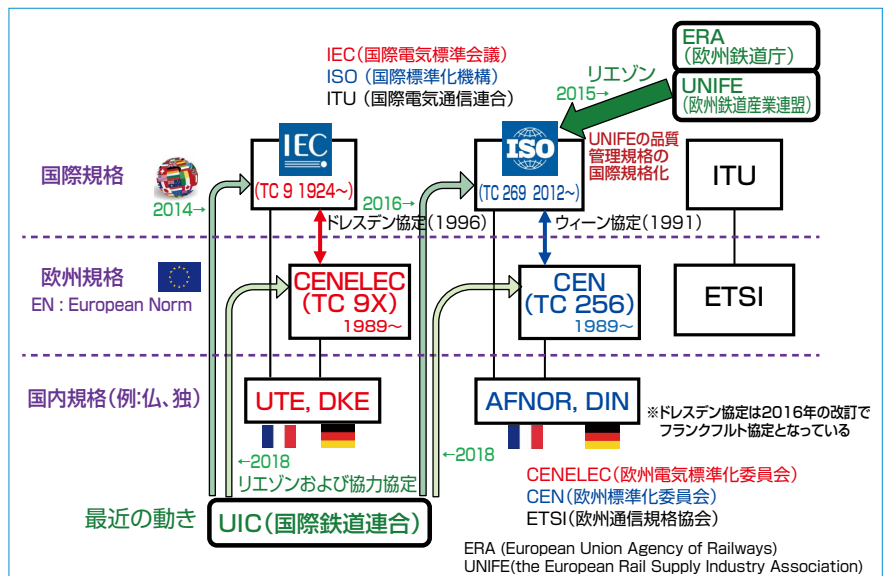 IEC(国際電気標準会議)
ISO (国際標準化機構)
ITU (国際電気通信連合)
ERA
(欧州鉄道庁)
UNIFE
(欧州鉄道産業連盟)
リエゾン
2015→
国際規格
IEC
(TC 9 1924~)
2014→
2016→
ISO
(TC 269 2012~)
UNIFEの品質
管理規格の
国際規格化
ITU
ドレスデン協定(1996)
ウィーン協定(1991)
欧州規格
EN : European Norm
CENELEC
(TC 9X)
1989~
CEN
(TC 256)
1989~
ETSI
国内規格(例:仏、独)
UTE, DKE
AFNOR, DIN
※ドレスデン協定は2016年の改訂で
フランクフルト協定となっている
←2018
←2018
リエゾンおよび協力協定
最近の動き
UIC(国際鉄道連合)
CENELEC(欧州電気標準化委員会)
CEN(欧州標準化委員会)
ETSI(欧州通信規格協会)
ERA (European Union Agency of Railways)
UNIFE(the European Rail Supply Industry Association)